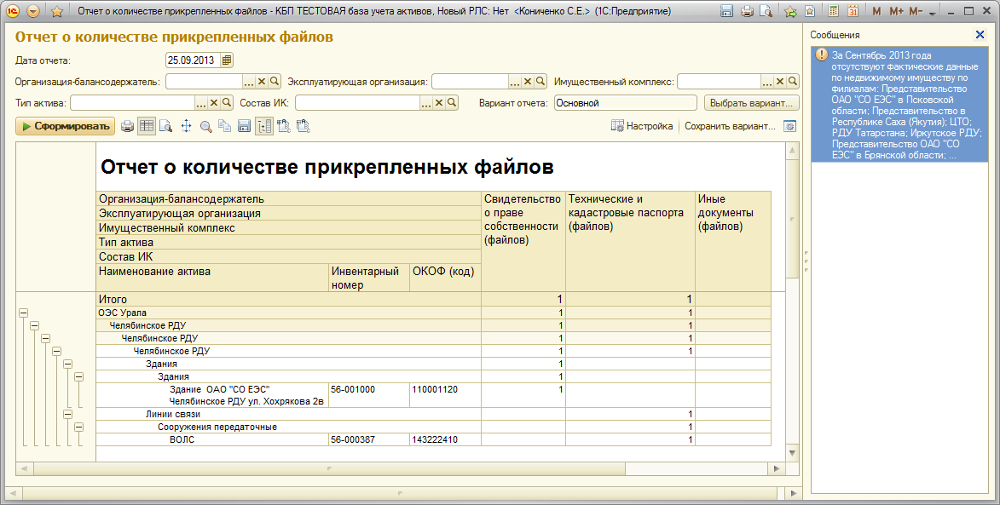 Отчет о количестве прикрепленных файлов - КБП ТЕСТОВАЯ база учета активов, Новый РЛС: Нет <Кониченко С.Е.> (1С:Предприятие)
M M+ M-
Отчет о количестве прикрепленных файлов
Дата отчета: 25.09.2013
Организация-балансодержатель: ... Эксплуатирующая организация: ... Имущественный комплекс: ...
Тип актива: ... Состав ИК: ... Вариант отчета: Основной Выбрать вариант...
Сформировать Настройка Сохранить вариант...
Отчет о количестве прикрепленных файлов
Организация-балансодержатель
Эксплуатирующая организация
Имущественный комплекс
Тип актива
Состав ИК
Наименование актива
Инвентарный
номер
ОКОФ (код)
Свидетельство
о праве
собственности
(файлов)
Технические и
кадастровые паспорта
(файлов)
Иные
документы
(файлов)
Итого 1 1
ОЭС Урала 1 1
Челябинское РДУ 1 1
Челябинское РДУ 1 1
Челябинское РДУ 1 1
Здания 1
Здания 1
Здание ОАО "СО ЕЭС" 56-001000 110001120 1
Челябинское РДУ ул. Хохрякова 2в
Линии связи 1
Сооружения передаточные 1
ВОЛС 56-000387 143222410 1
Сообщения
За Сентябрь 2013 года
отсутствуют фактические данные
по недвижимому имуществу по
филиалам: Представительство
ОАО "СО ЕЭС" в Псковской
области; Представительство в
Республике Саха (Якутия); ЦТО;
РДУ Татарстана; Иркутское РДУ;
Представительство ОАО "СО
ЕЭС" в Брянской области; ...